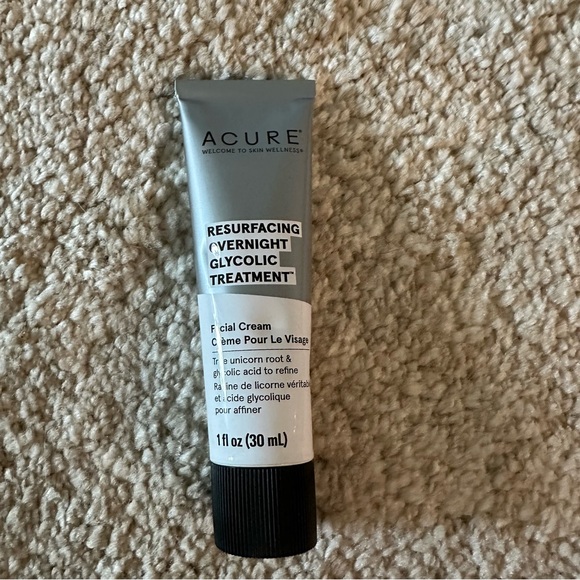 ACURE®
WELCOME TO SKIN WELLNESS®
RESURFACING
OVERNIGHT
GLYCOLIC
TREATMENT™
Facial Cream
Crème Pour Le Visage
True unicorn root &
glycolic acid to refine
Racine de licorne véritable
et acide glycolique
pour affiner
1 fl oz (30 mL)